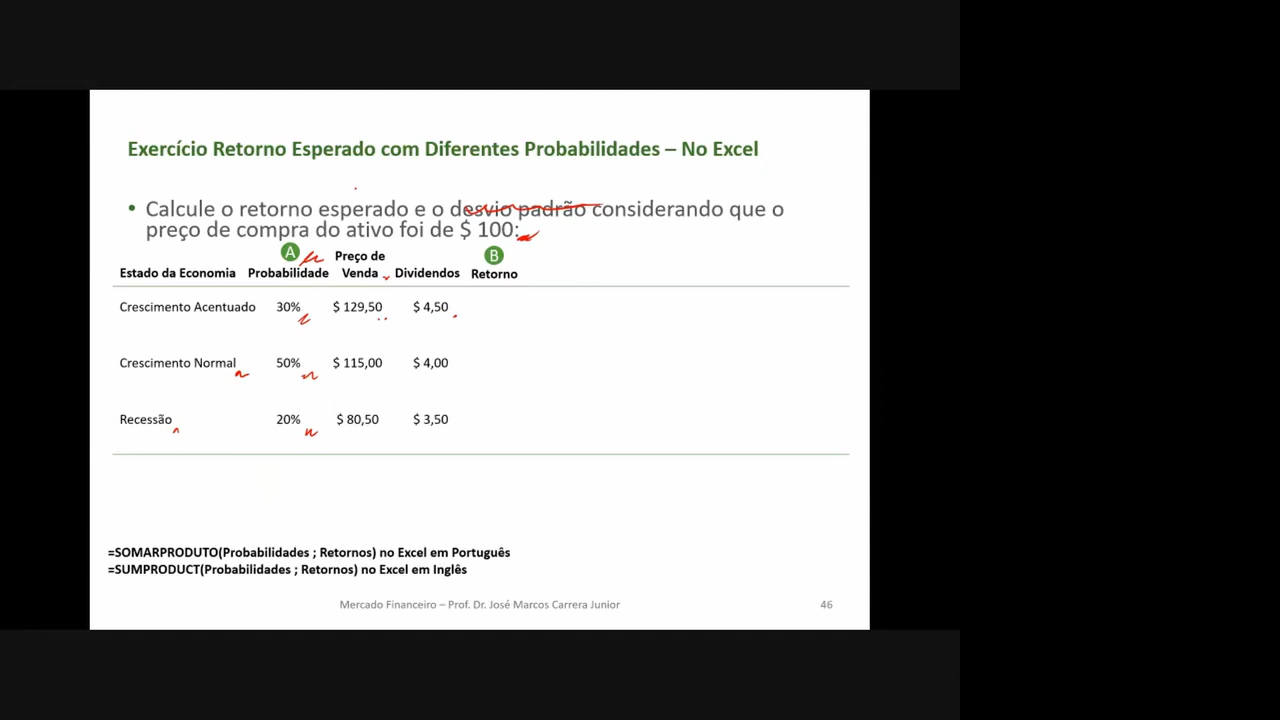 Exercício Retorno Esperado com Diferentes Probabilidades – No Excel
• Calcule o retorno esperado e o desvio padrão considerando que o
preço de compra do ativo foi de $ 100:
A Preço de B
Estado da Economia Probabilidade Venda Dividendos Retorno
Crescimento Acentuado 30% $ 129,50 $ 4,50
Crescimento Normal 50% $ 115,00 $ 4,00
Recessão 20% $ 80,50 $ 3,50
=SOMARPRODUTO(Probabilidades ; Retornos) no Excel em Português
=SUMPRODUCT(Probabilidades ; Retornos) no Excel em Inglês
Mercado Financeiro – Prof. Dr. José Marcos Carrera Junior 46